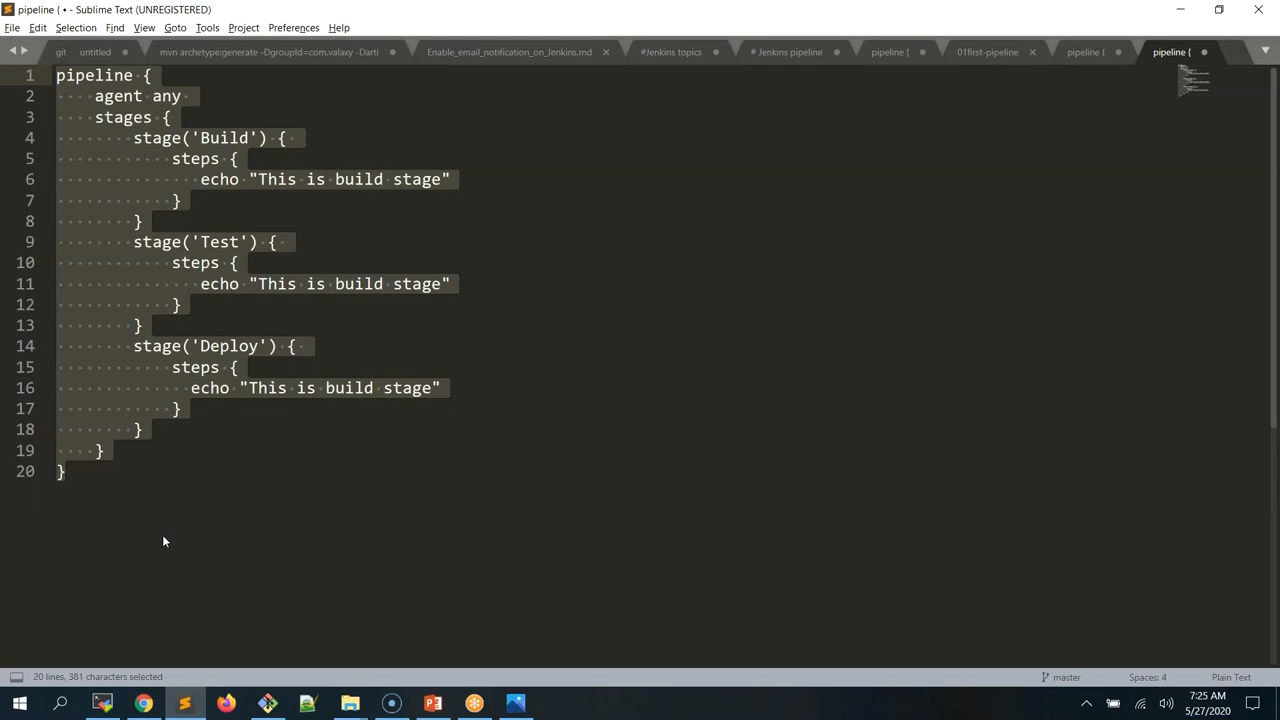 pipeline { • - Sublime Text (UNREGISTERED)
File Edit Selection Find View Goto Tools Project Preferences Help
git untitled mvn archetype:generate -DgroupId=com.valaxy -Darti Enable_email_notification_on_Jenkins.md #Jenkins topics # Jenkins pipeline pipeline { 01first-pipeline pipeline { pipeline {
1 pipeline {
2 agent any
3 stages {
4 stage('Build') {
5 steps {
6 echo "This is build stage"
7 }
8 }
9 stage('Test') {
10 steps {
11 echo "This is build stage"
12 }
13 }
14 stage('Deploy') {
15 steps {
16 echo "This is build stage"
17 }
18 }
19 }
20 }
20 lines, 381 characters selected master Spaces: 4 Plain Text
7:25 AM
5/27/2020